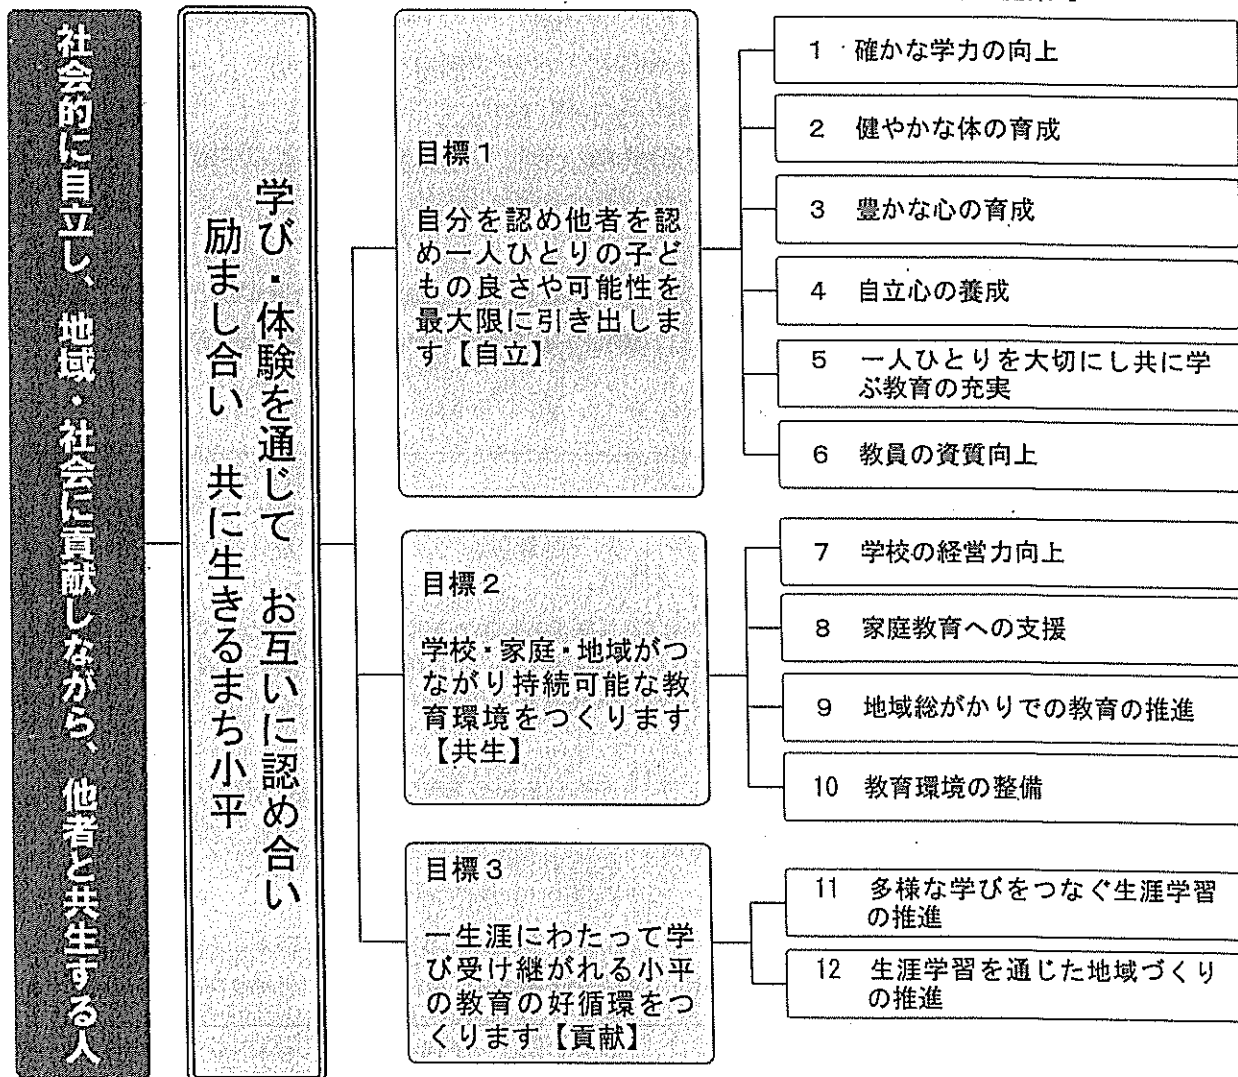 社会的に自立し、地域・社会に貢献しながら、他者と共生する人
学び・体験を通じて　お互いに認め合い
励まし合い　共に生きるまち小平
目標１
自分を認め他者を認
め一人ひとりの子ど
もの良さや可能性を
最大限に引き出しま
す【自立】
1　確かな学力の向上
2　健やかな体の育成
3　豊かな心の育成
4　自立心の養成
5　一人ひとりを大切にし共に学
ぶ教育の充実
6　教員の資質向上
目標２
学校・家庭・地域がつ
ながり持続可能な教
育環境をつくります
【共生】
7　学校の経営力向上
8　家庭教育への支援
9　地域総がかりでの教育の推進
10　教育環境の整備
目標３
一生涯にわたって学
び受け継がれる小平
の教育の好循環をつ
くります【貢献】
11　多様な学びをつなぐ生涯学習
の推進
12　生涯学習を通じた地域づくり
の推進